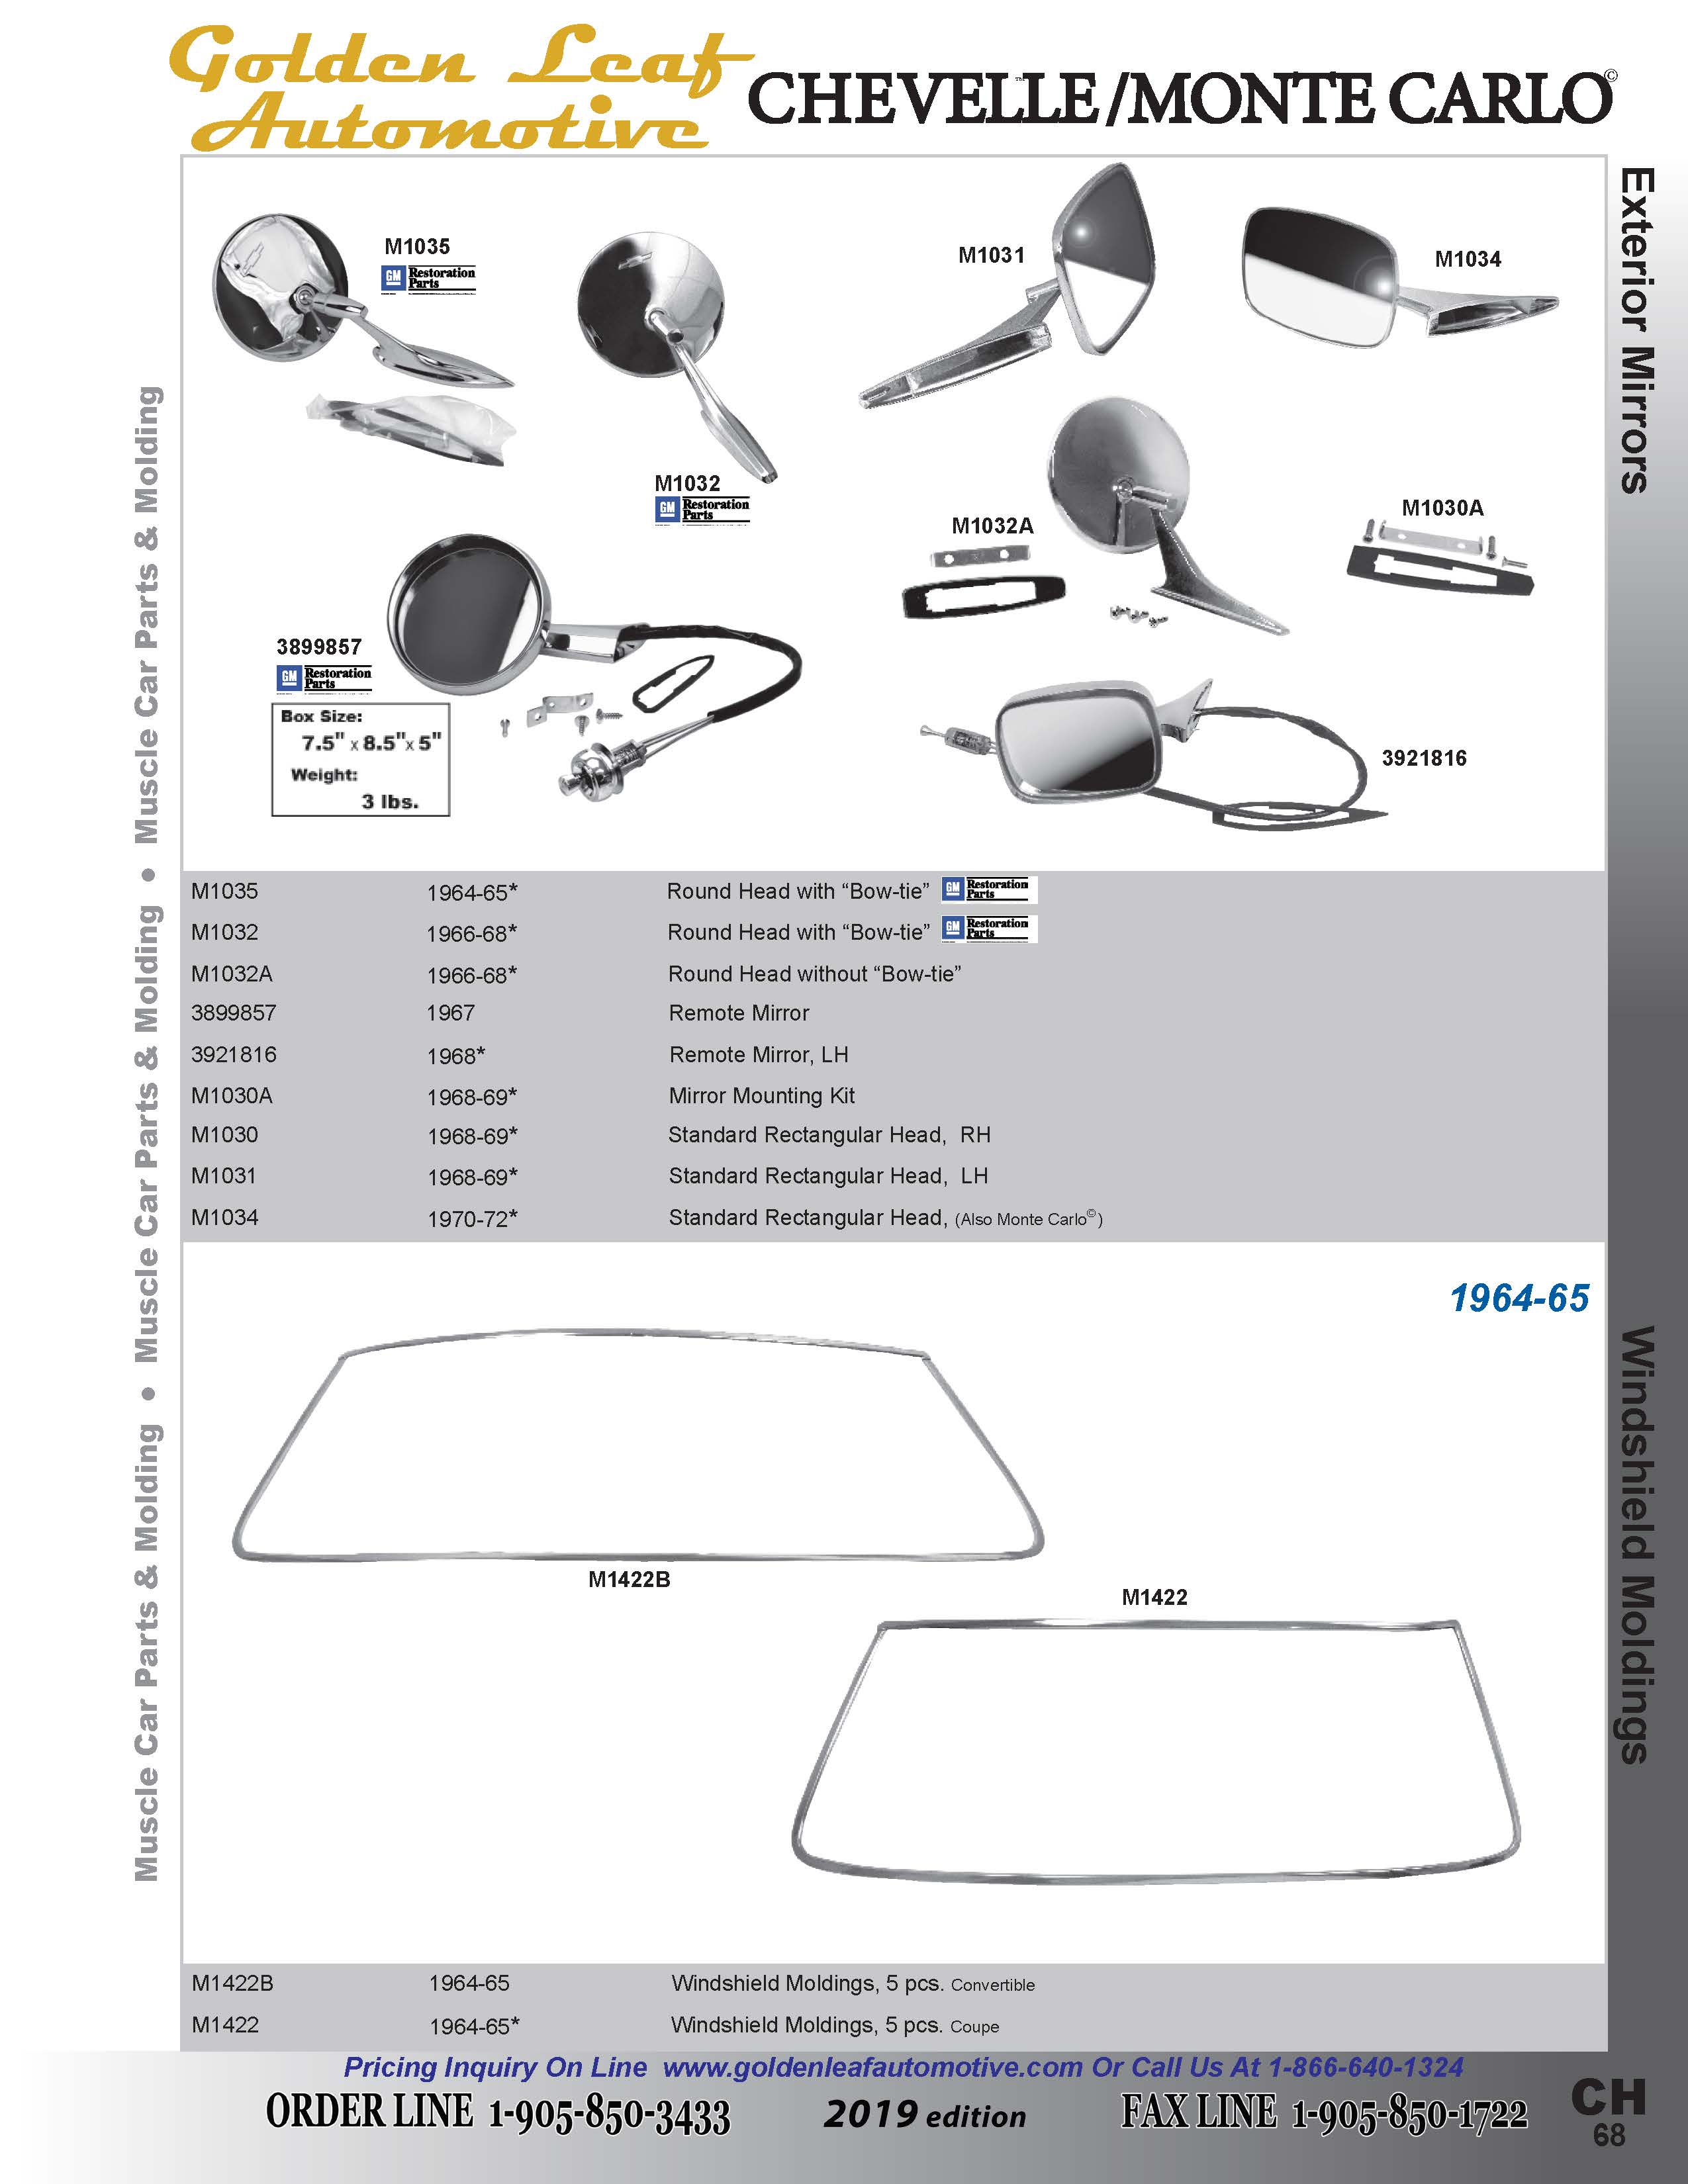 Golden Leaf
Automotive
CHEVELLE™/MONTE CARLO©
Exterior Mirrors
Muscle Car Parts & Molding • Muscle Car Parts & Molding • Muscle Car Parts & Molding
M1035
GM Restoration Parts
M1032
GM Restoration Parts
M1031
M1034
M1032A
M1030A
3899857
GM Restoration Parts
Box Size:
7.5" x 8.5"x 5"
Weight:
3 lbs.
3921816
M1035 1964-65* Round Head with “Bow-tie” GM Restoration Parts
M1032 1966-68* Round Head with “Bow-tie” GM Restoration Parts
M1032A 1966-68* Round Head without “Bow-tie”
3899857 1967 Remote Mirror
3921816 1968* Remote Mirror, LH
M1030A 1968-69* Mirror Mounting Kit
M1030 1968-69* Standard Rectangular Head, RH
M1031 1968-69* Standard Rectangular Head, LH
M1034 1970-72* Standard Rectangular Head, (Also Monte Carlo©)
1964-65
Windshield Moldings
M1422B
M1422
M1422B 1964-65 Windshield Moldings, 5 pcs. Convertible
M1422 1964-65* Windshield Moldings, 5 pcs. Coupe
Pricing Inquiry On Line www.goldenleafautomotive.com Or Call Us At 1-866-640-1324
ORDER LINE 1-905-850-3433 2019 edition FAX LINE 1-905-850-1722
CH
68